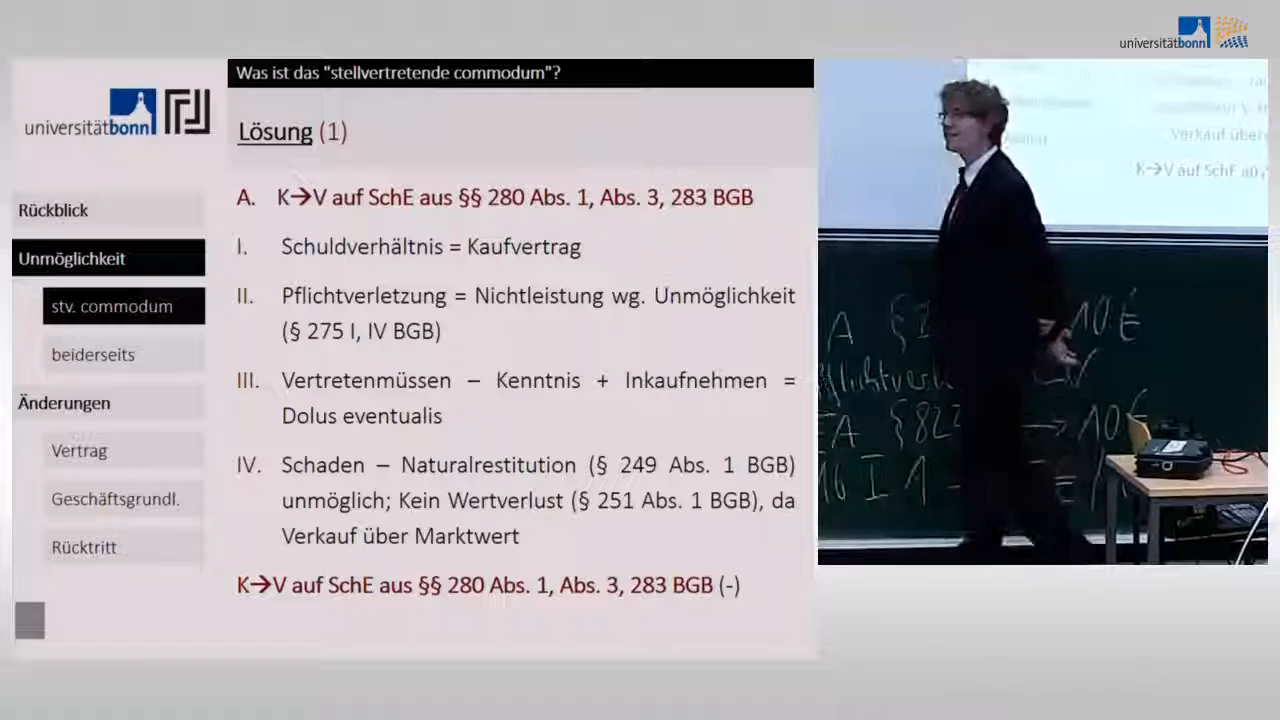 universitätbonn
Was ist das "stellvertretende commodum"?
universitätbonn
Lösung (1)
A. K→V auf SchE aus §§ 280 Abs. 1, Abs. 3, 283 BGB
I. Schuldverhältnis = Kaufvertrag
II. Pflichtverletzung = Nichtleistung wg. Unmöglichkeit
(§ 275 I, IV BGB)
III. Vertretenmüssen – Kenntnis + Inkaufnehmen =
Dolus eventualis
IV. Schaden – Naturalrestitution (§ 249 Abs. 1 BGB)
unmöglich; Kein Wertverlust (§ 251 Abs. 1 BGB), da
Verkauf über Marktwert
K→V auf SchE aus §§ 280 Abs. 1, Abs. 3, 283 BGB (-)
Rückblick
Unmöglichkeit
stv. commodum
beiderseits
Änderungen
Vertrag
Geschäftsgrundl.
Rücktritt
Verkauf über
K→V auf SchE
A § 10 €
A § 822 → 10 €
I 1